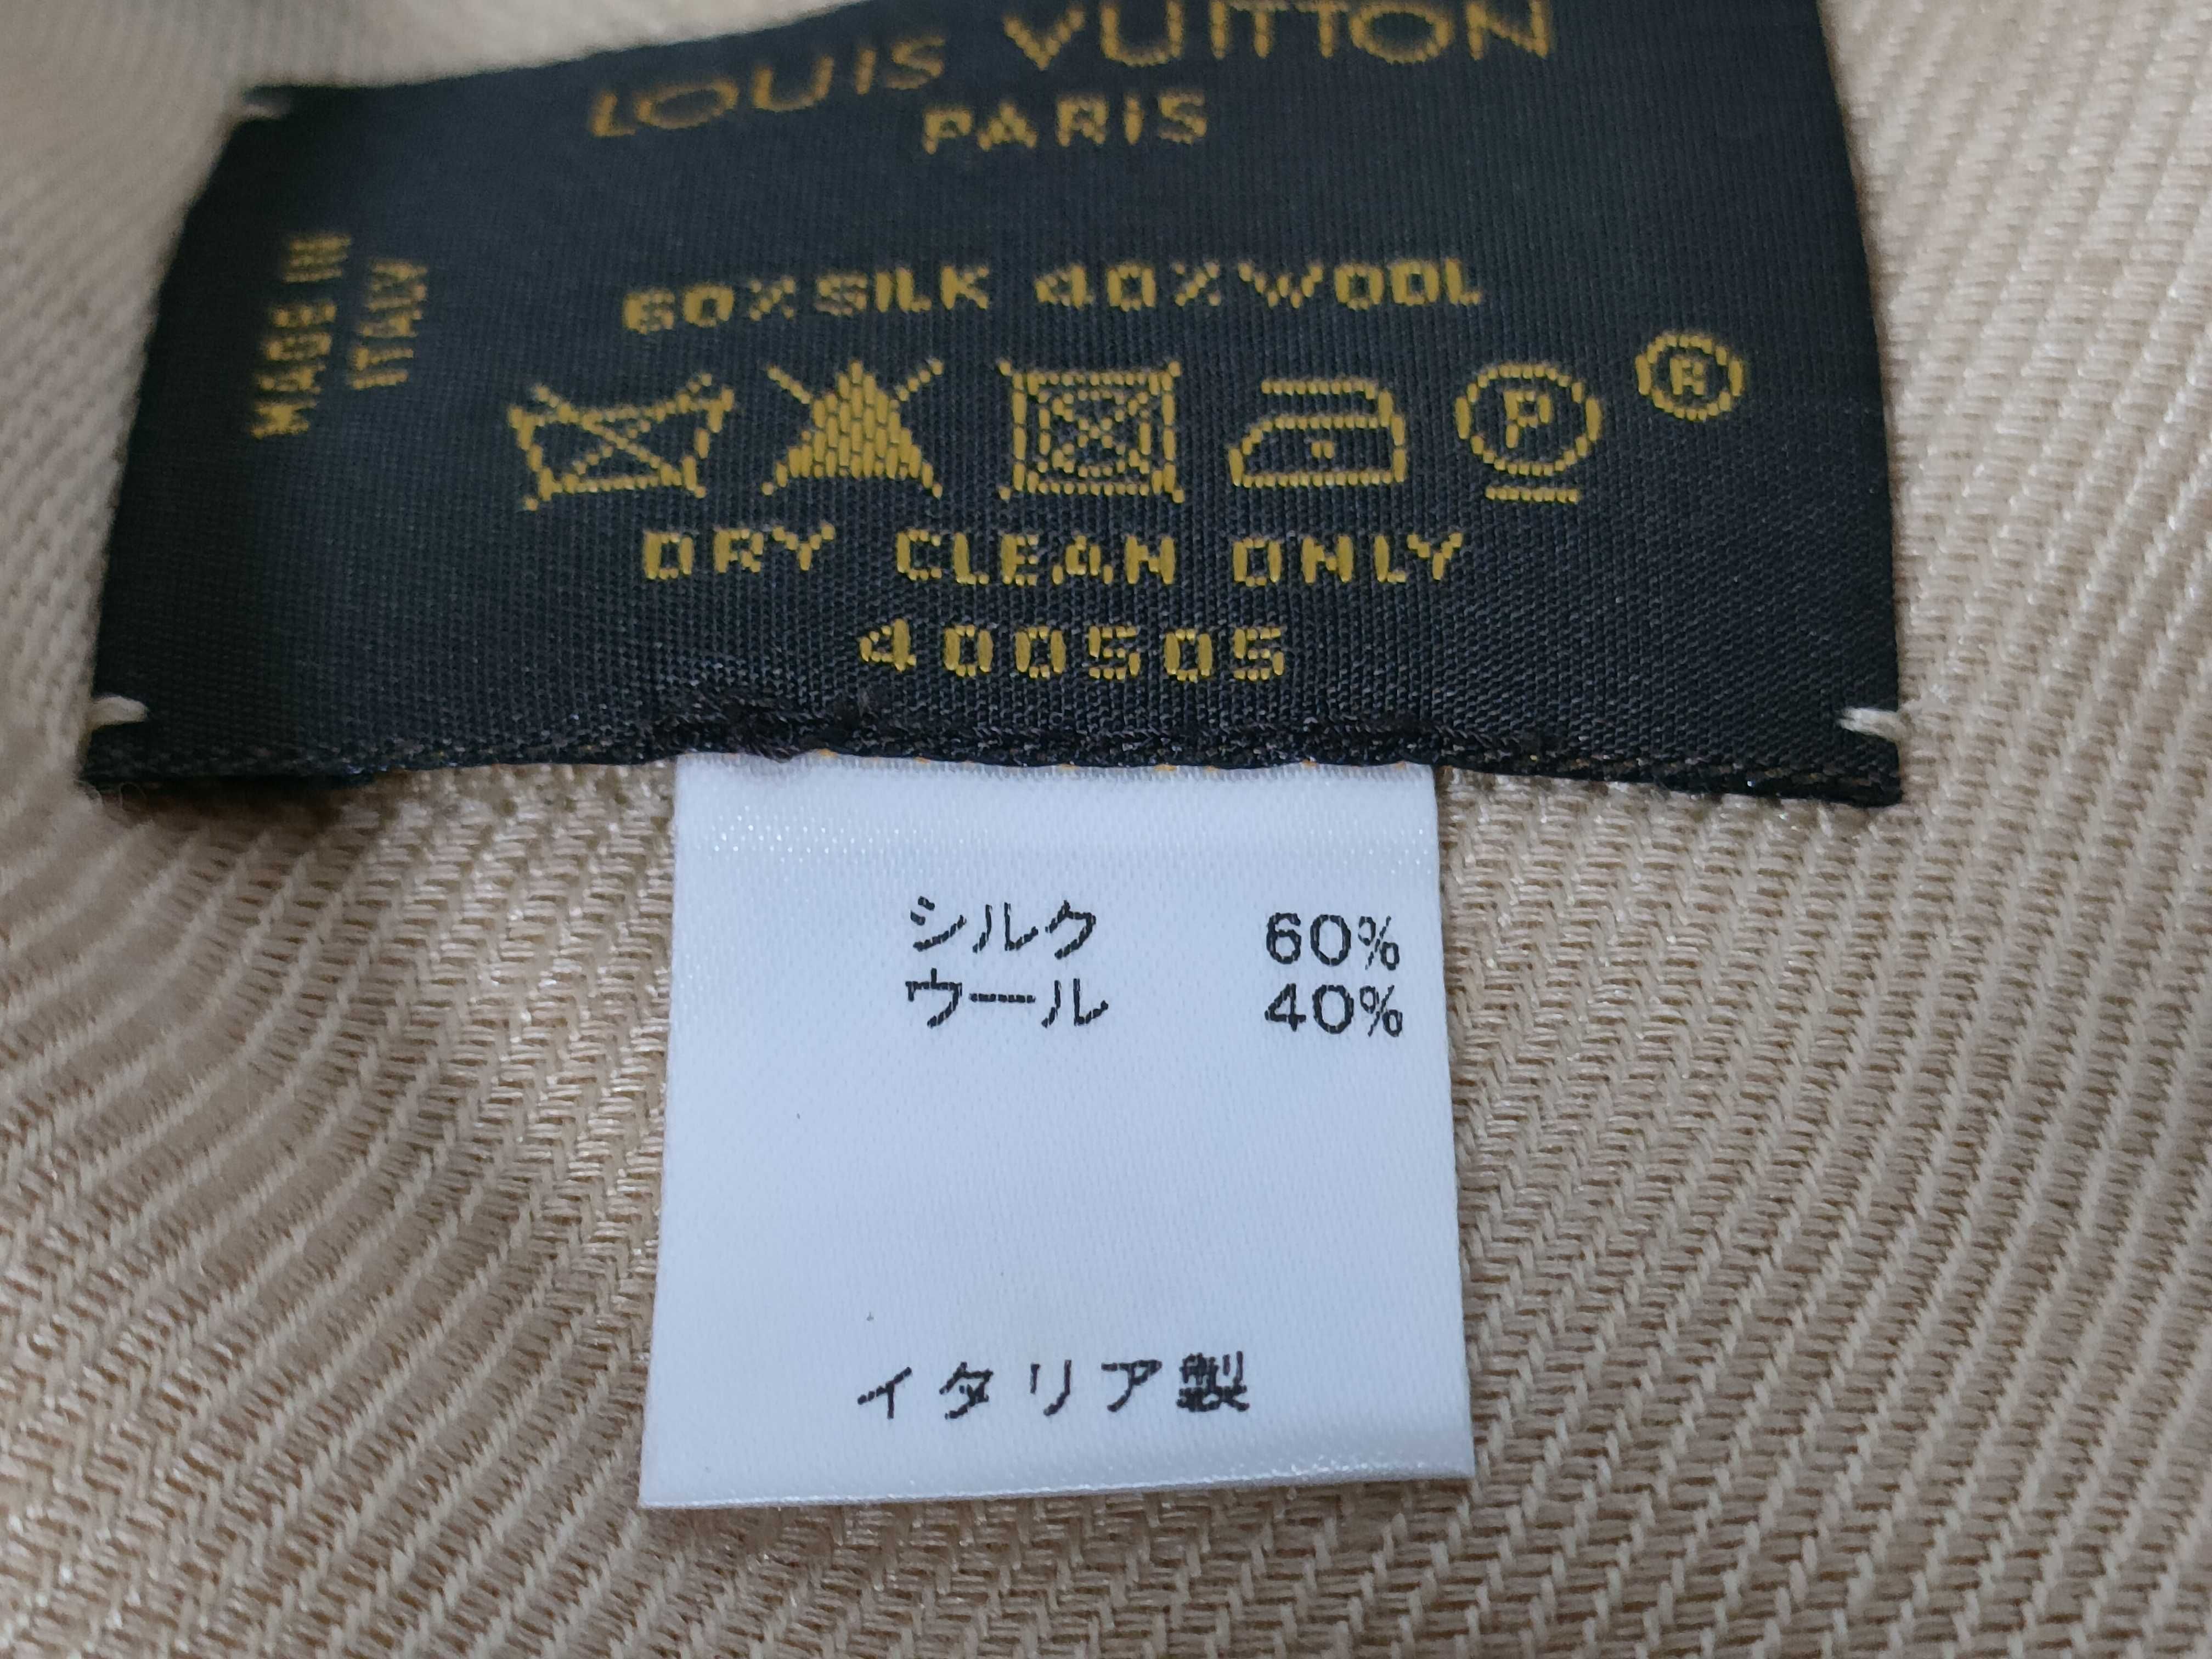 LOUIS VUITTON
PARIS
MADE IN
ITALY
60% SILK 40% WOOL
P
®
DRY CLEAN ONLY
400505
シルク 60%
ウール 40%
イタリア製